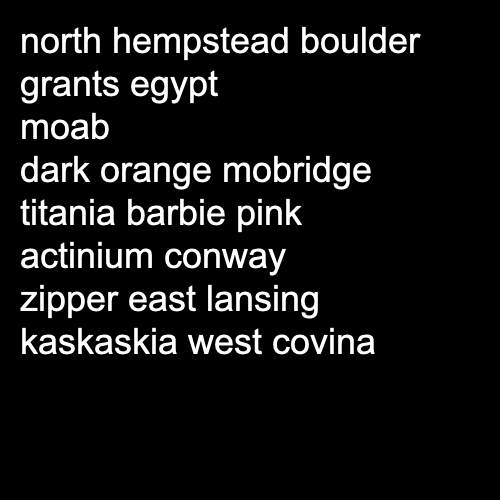 north hempstead boulder
grants egypt
moab
dark orange mobridge
titania barbie pink
actinium conway
zipper east lansing
kaskaskia west covina